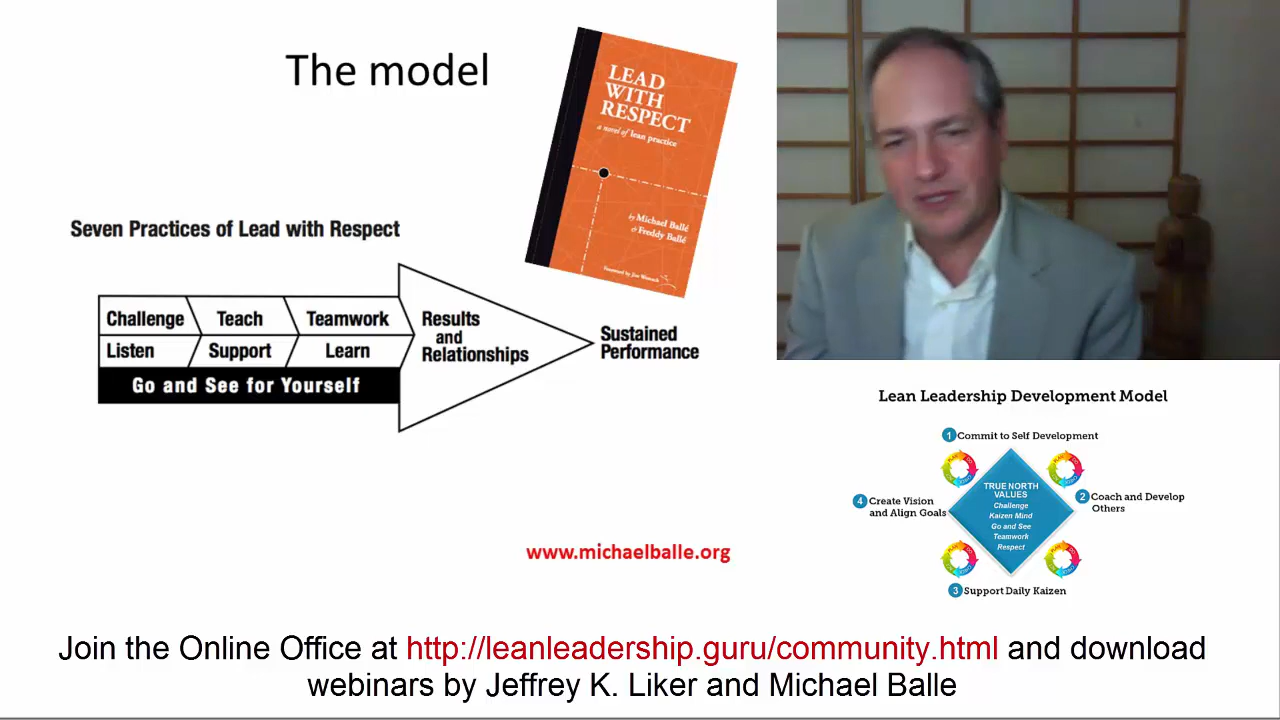 The model
LEAD
WITH
RESPECT
a novel of lean practice
by Michael Ballé
& Freddy Ballé
Foreword by Jim Womack
Seven Practices of Lead with Respect
Challenge Teach Teamwork
Listen Support Learn
Go and See for Yourself
Results
and
Relationships
Sustained
Performance
www.michaelballe.org
Lean Leadership Development Model
1 Commit to Self Development
2 Coach and Develop
Others
3 Support Daily Kaizen
4 Create Vision
and Align Goals
TRUE NORTH
VALUES
Challenge
Kaizen Mind
Go and See
Teamwork
Respect
Join the Online Office at http://leanleadership.guru/community.html and download
webinars by Jeffrey K. Liker and Michael Balle